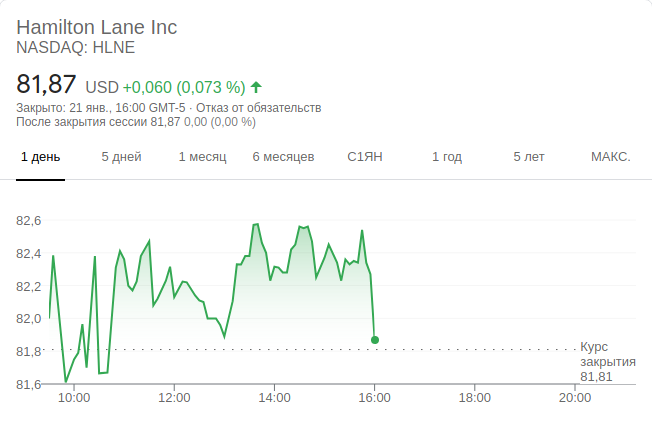 Hamilton Lane Inc
NASDAQ: HLNE
81,87 USD +0,060 (0,073 %)
Закрыто: 21 янв., 16:00 GMT-5 · Отказ от обязательств
После закрытия сессии 81,87 0,00 (0,00 %)
1 день 5 дней 1 месяц 6 месяцев С1ЯН 1 год 5 лет МАКС.
82,6
82,4
82,2
82,0
81,8
81,6
Курс
закрытия
81,81
10:00 12:00 14:00 16:00 18:00 20:00